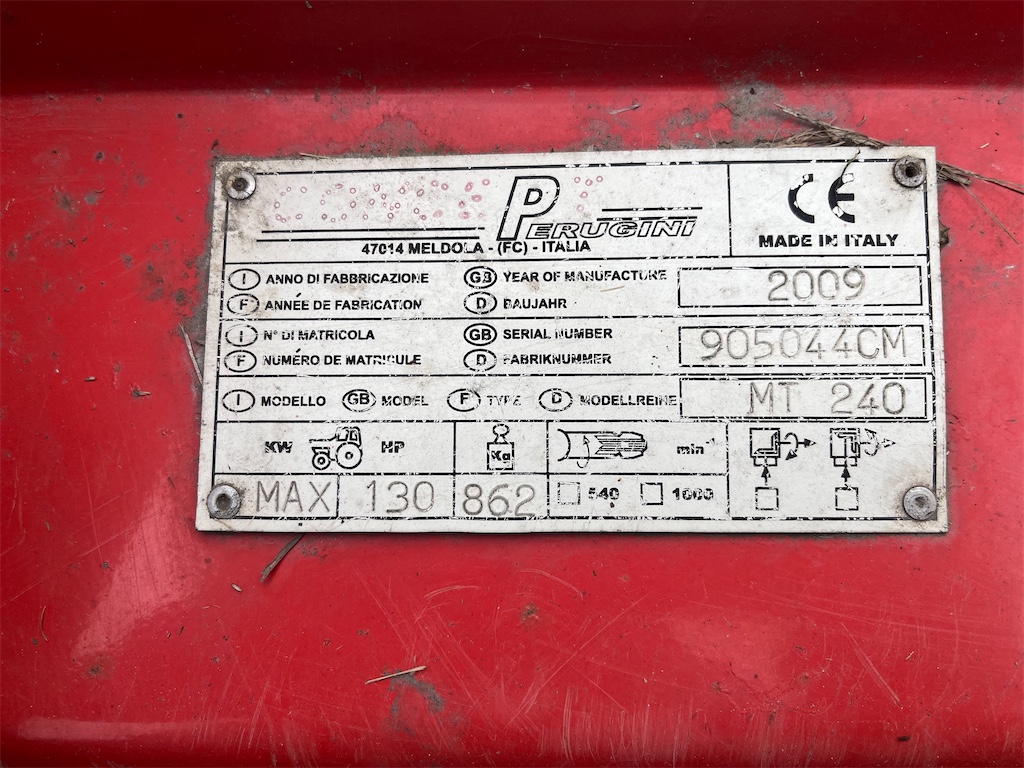 PERUGINI
47014 MELDOLA - (FC) - ITALIA
CE
MADE IN ITALY
I ANNO DI FABBRICAZIONE GB YEAR OF MANUFACTURE 2009
F ANNÉE DE FABRICATION D BAUJAHR
I N° DI MATRICOLA GB SERIAL NUMBER 905044CM
F NUMÉRO DE MATRICULE D FABRIKNUMMER
I MODELLO GB MODEL F TYPE D MODELLREIHE MT 240
KW HP Kg min⁻¹
MAX 130 862 540 1000